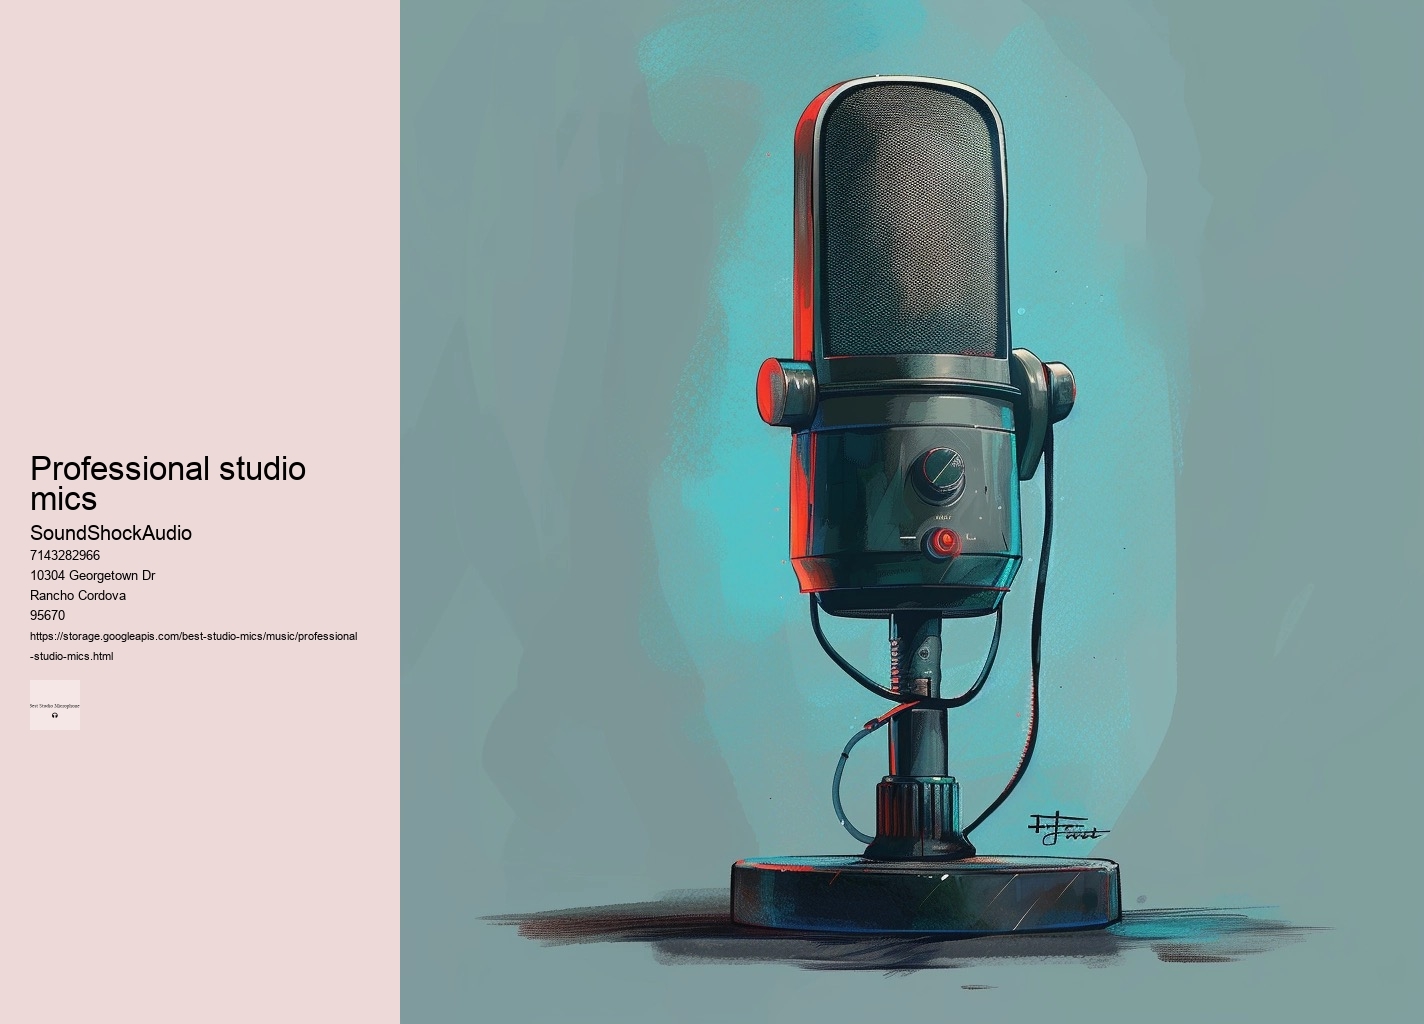 Professional studio
mics
SoundShockAudio
7143282966
10304 Georgetown Dr
Rancho Cordova
95670
https://storage.googleapis.com/best-studio-mics/music/professional
-studio-mics.html
Best Studio Microphone